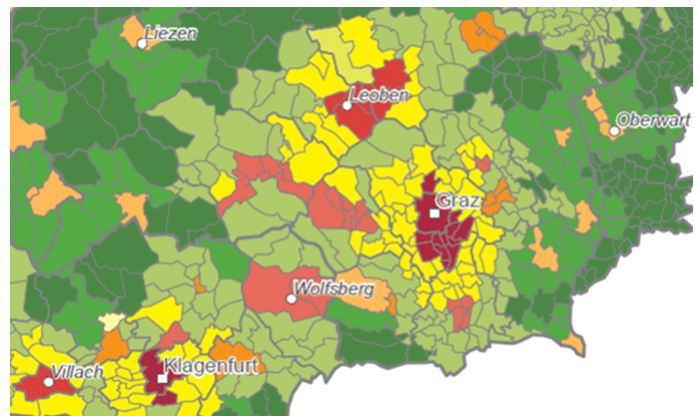 Liezen
Leoben
Oberwart
Graz
Wolfsberg
Klagenfurt
Villach